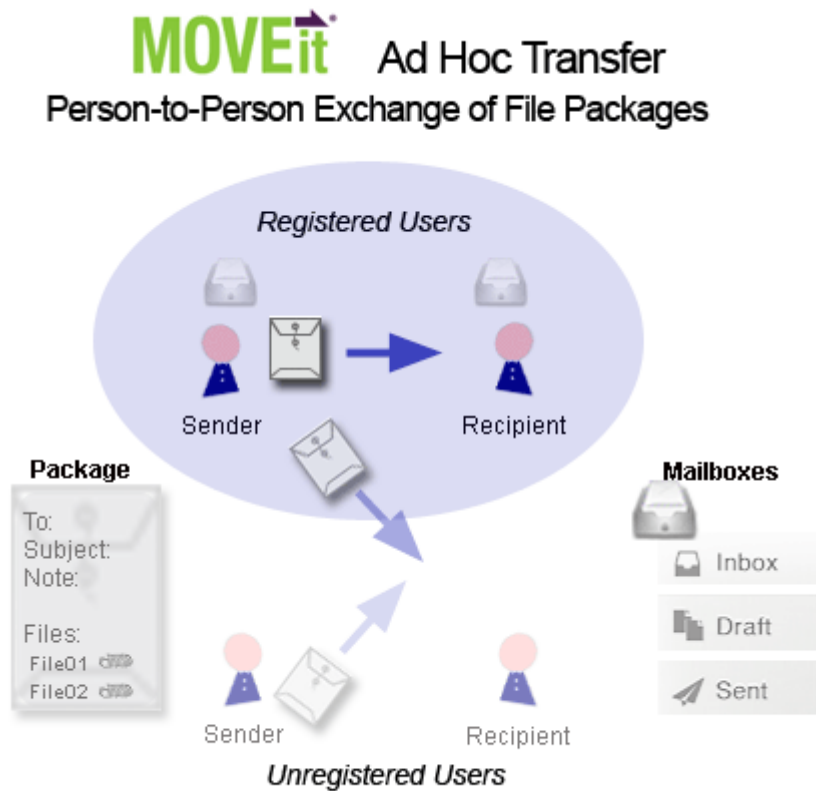 MOVEit Ad Hoc Transfer
Person-to-Person Exchange of File Packages
Registered Users
Sender
Recipient
Package
To:
Subject:
Note:
Files:
File01
File02
Mailboxes
Inbox
Draft
Sent
Sender
Recipient
Unregistered Users